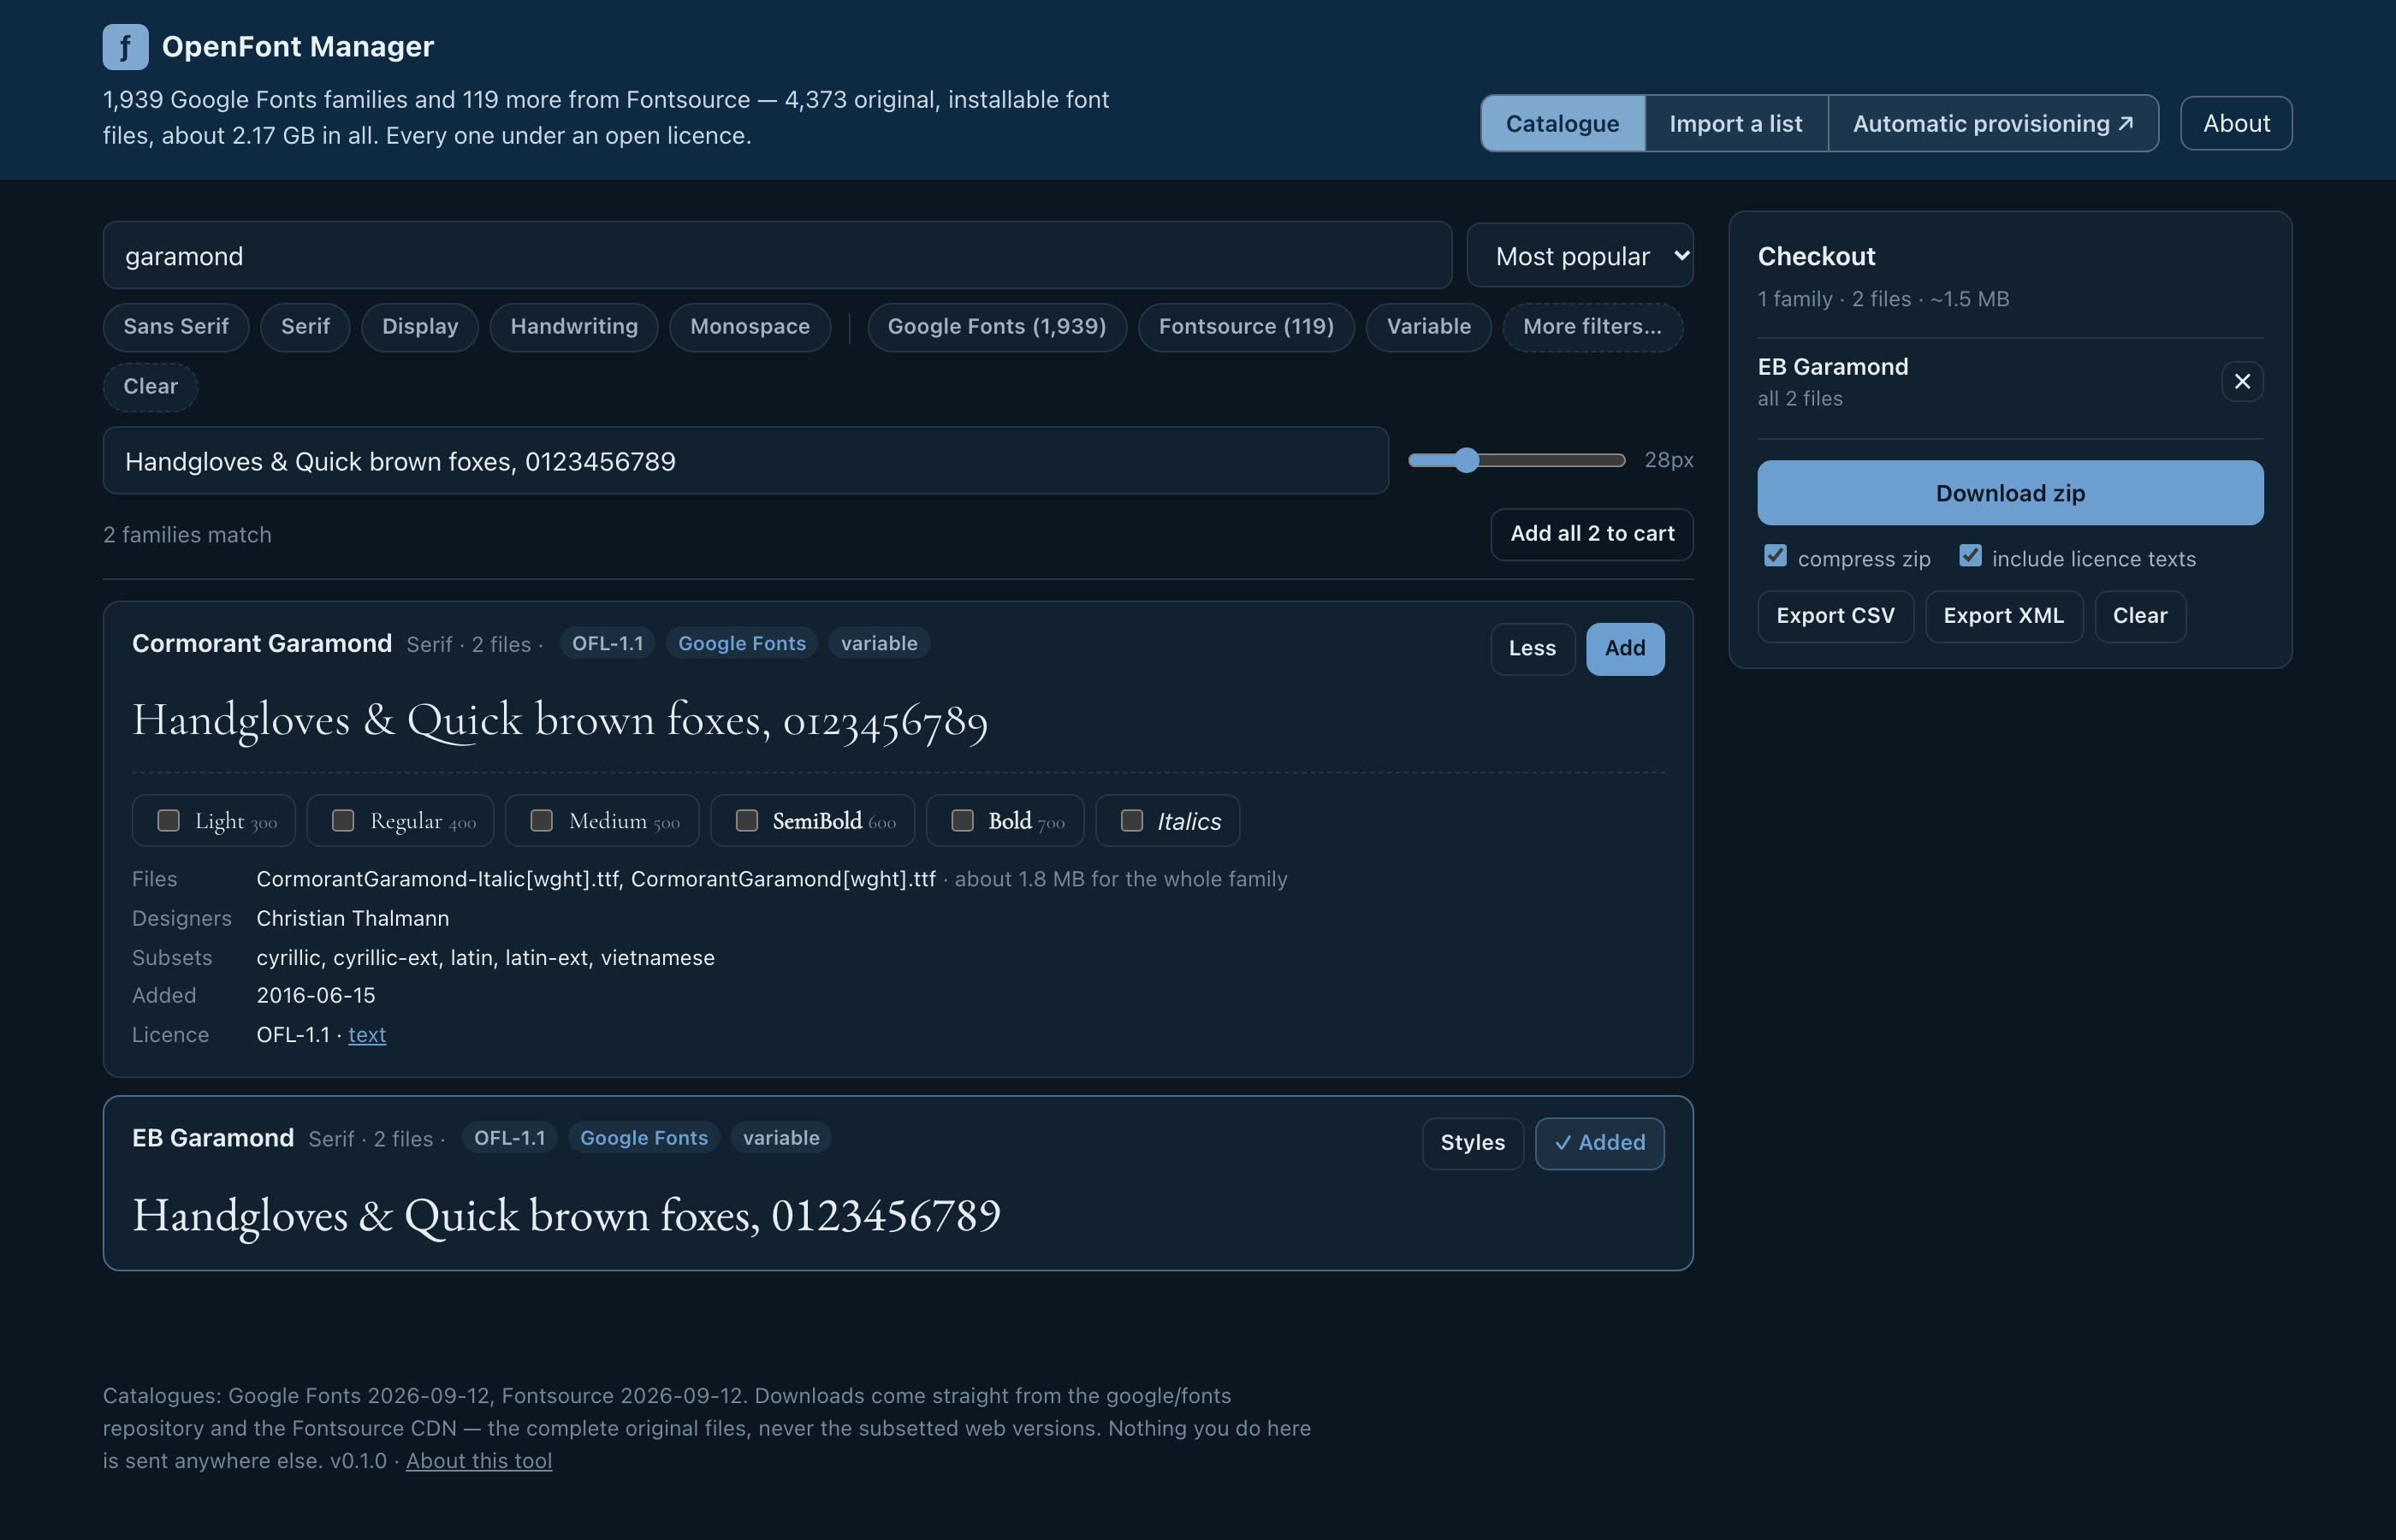 f OpenFont Manager
1,939 Google Fonts families and 119 more from Fontsource — 4,373 original, installable font
files, about 2.17 GB in all. Every one under an open licence.
Catalogue Import a list Automatic provisioning ↗ About
garamond
Most popular
Sans Serif Serif Display Handwriting Monospace Google Fonts (1,939) Fontsource (119) Variable More filters...
Clear
Handgloves & Quick brown foxes, 0123456789
28px
2 families match
Add all 2 to cart
Cormorant Garamond Serif · 2 files · OFL-1.1 Google Fonts variable
Less Add
Handgloves & Quick brown foxes, 0123456789
Light 300 Regular 400 Medium 500 SemiBold 600 Bold 700 Italics
Files CormorantGaramond-Italic[wght].ttf, CormorantGaramond[wght].ttf · about 1.8 MB for the whole family
Designers Christian Thalmann
Subsets cyrillic, cyrillic-ext, latin, latin-ext, vietnamese
Added 2016-06-15
Licence OFL-1.1 · text
EB Garamond Serif · 2 files · OFL-1.1 Google Fonts variable
Styles ✓ Added
Handgloves & Quick brown foxes, 0123456789
Checkout
1 family · 2 files · ~1.5 MB
EB Garamond
all 2 files
✕
Download zip
compress zip include licence texts
Export CSV Export XML Clear
Catalogues: Google Fonts 2026-09-12, Fontsource 2026-09-12. Downloads come straight from the google/fonts
repository and the Fontsource CDN — the complete original files, never the subsetted web versions. Nothing you do here
is sent anywhere else. v0.1.0 · About this tool